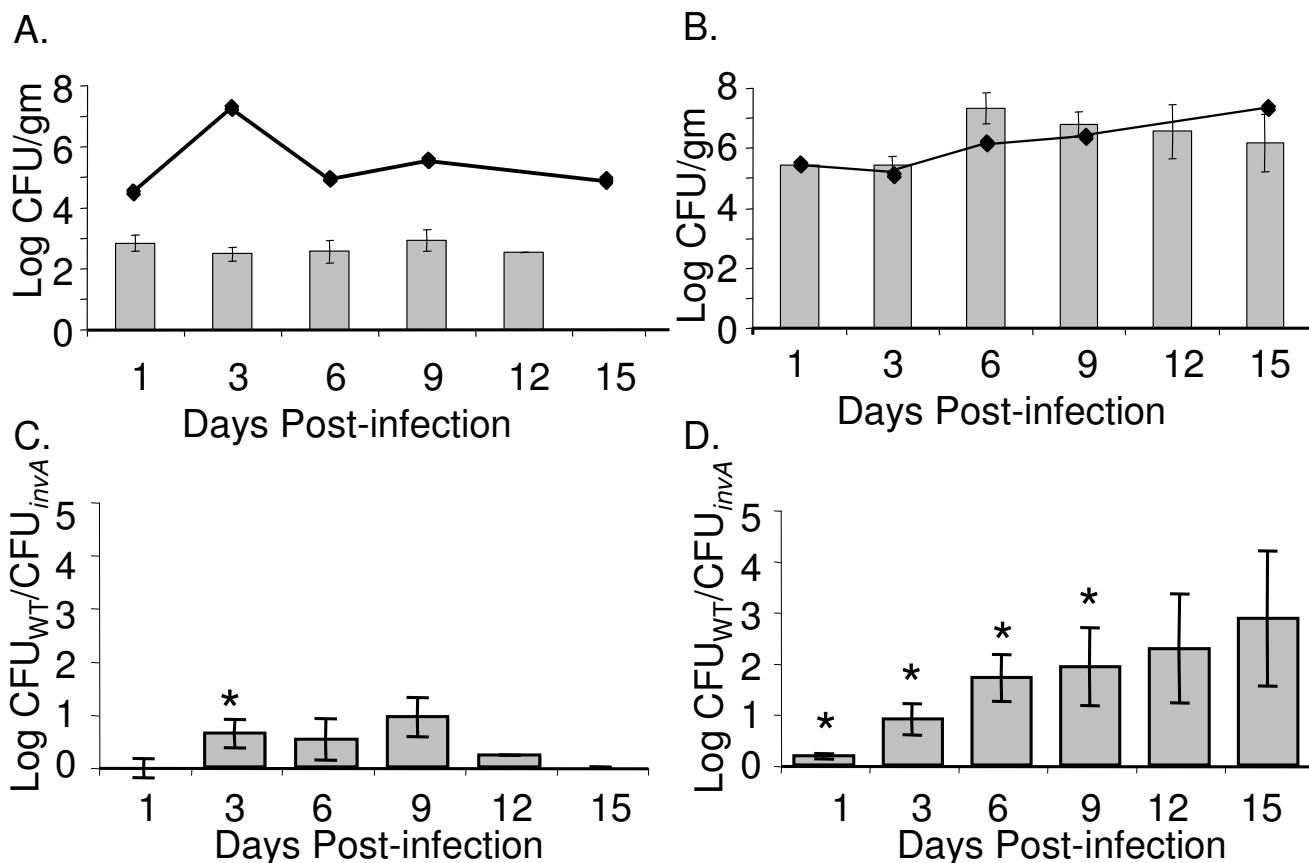 A.
Log CFU/gm
8
6
4
2
0
1 3 6 9 12 15
Days Post-infection
B.
Log CFU/gm
8
6
4
2
0
1 3 6 9 12 15
Days Post-infection
C.
Log CFU_WT/CFU_invA
5
4
3
2
1
0
*
1 3 6 9 12 15
Days Post-infection
D.
Log CFU_WT/CFU_invA
5
4
3
2
1
0
* * * *
1 3 6 9 12 15
Days Post-infection